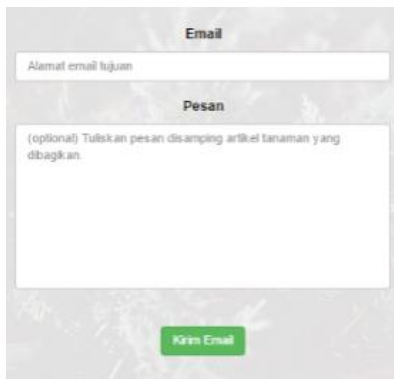 Email
Alamat email tujuan
Pesan
(optional) Tuliskan pesan disamping artikel tanaman yang
dibagikan.
Kirim Email